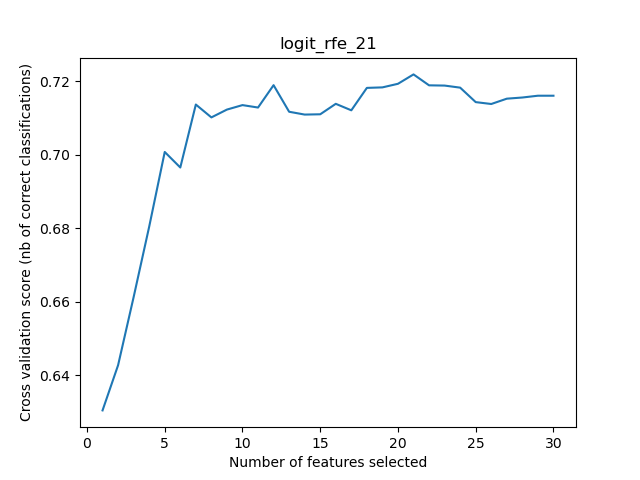 logit_rfe_21
Cross validation score (nb of correct classifications)
0.72
0.70
0.68
0.66
0.64
0 5 10 15 20 25 30
Number of features selected